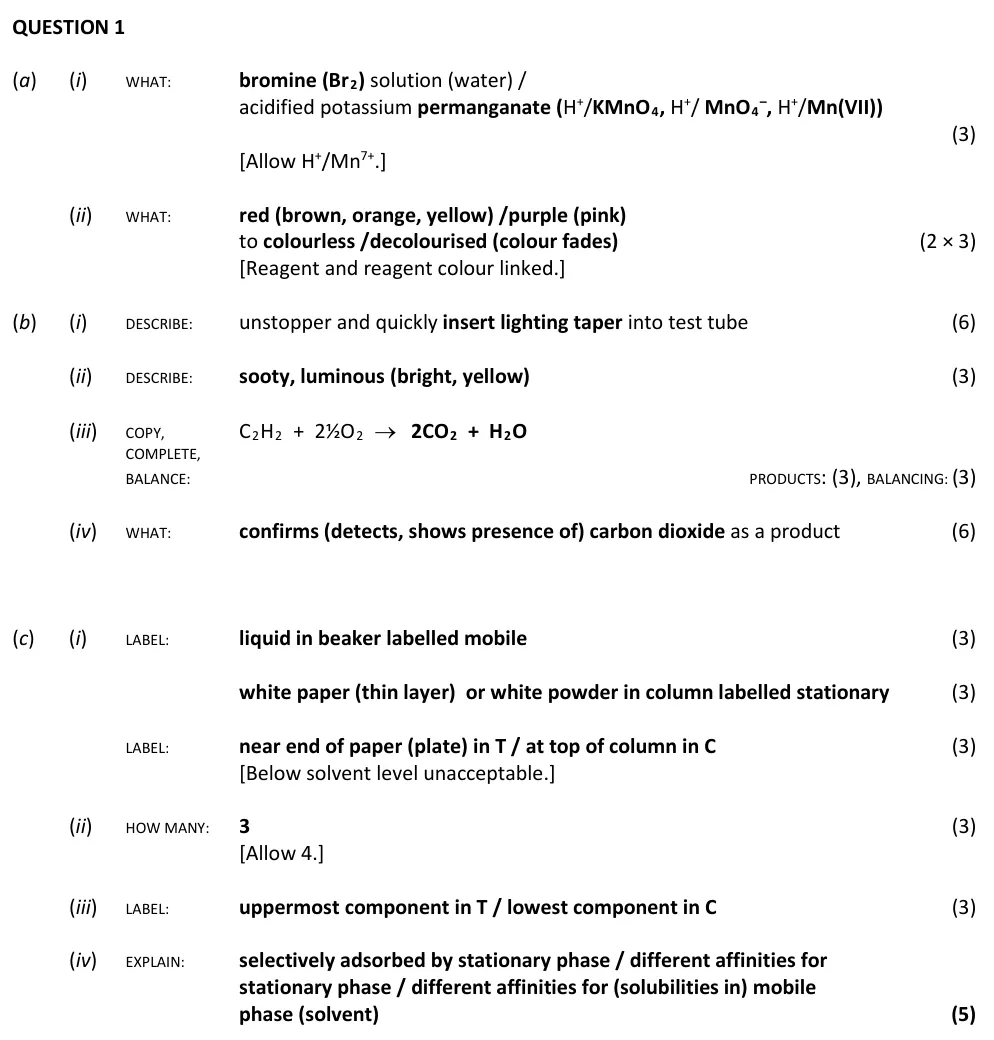 QUESTION 1
(a) (i) WHAT: bromine (Br₂) solution (water) /
acidified potassium permanganate (H⁺/KMnO₄, H⁺/ MnO₄⁻, H⁺/Mn(VII))
(3)
[Allow H⁺/Mn⁷⁺.]
(ii) WHAT: red (brown, orange, yellow) /purple (pink)
to colourless /decolourised (colour fades) (2 × 3)
[Reagent and reagent colour linked.]
(b) (i) DESCRIBE: unstopper and quickly insert lighting taper into test tube (6)
(ii) DESCRIBE: sooty, luminous (bright, yellow) (3)
(iii) COPY, C₂H₂ + 2½O₂ → 2CO₂ + H₂O
COMPLETE,
BALANCE: PRODUCTS: (3), BALANCING: (3)
(iv) WHAT: confirms (detects, shows presence of) carbon dioxide as a product (6)
(c) (i) LABEL: liquid in beaker labelled mobile (3)
white paper (thin layer) or white powder in column labelled stationary (3)
LABEL: near end of paper (plate) in T / at top of column in C (3)
[Below solvent level unacceptable.]
(ii) HOW MANY: 3 (3)
[Allow 4.]
(iii) LABEL: uppermost component in T / lowest component in C (3)
(iv) EXPLAIN: selectively adsorbed by stationary phase / different affinities for
stationary phase / different affinities for (solubilities in) mobile
phase (solvent) (5)